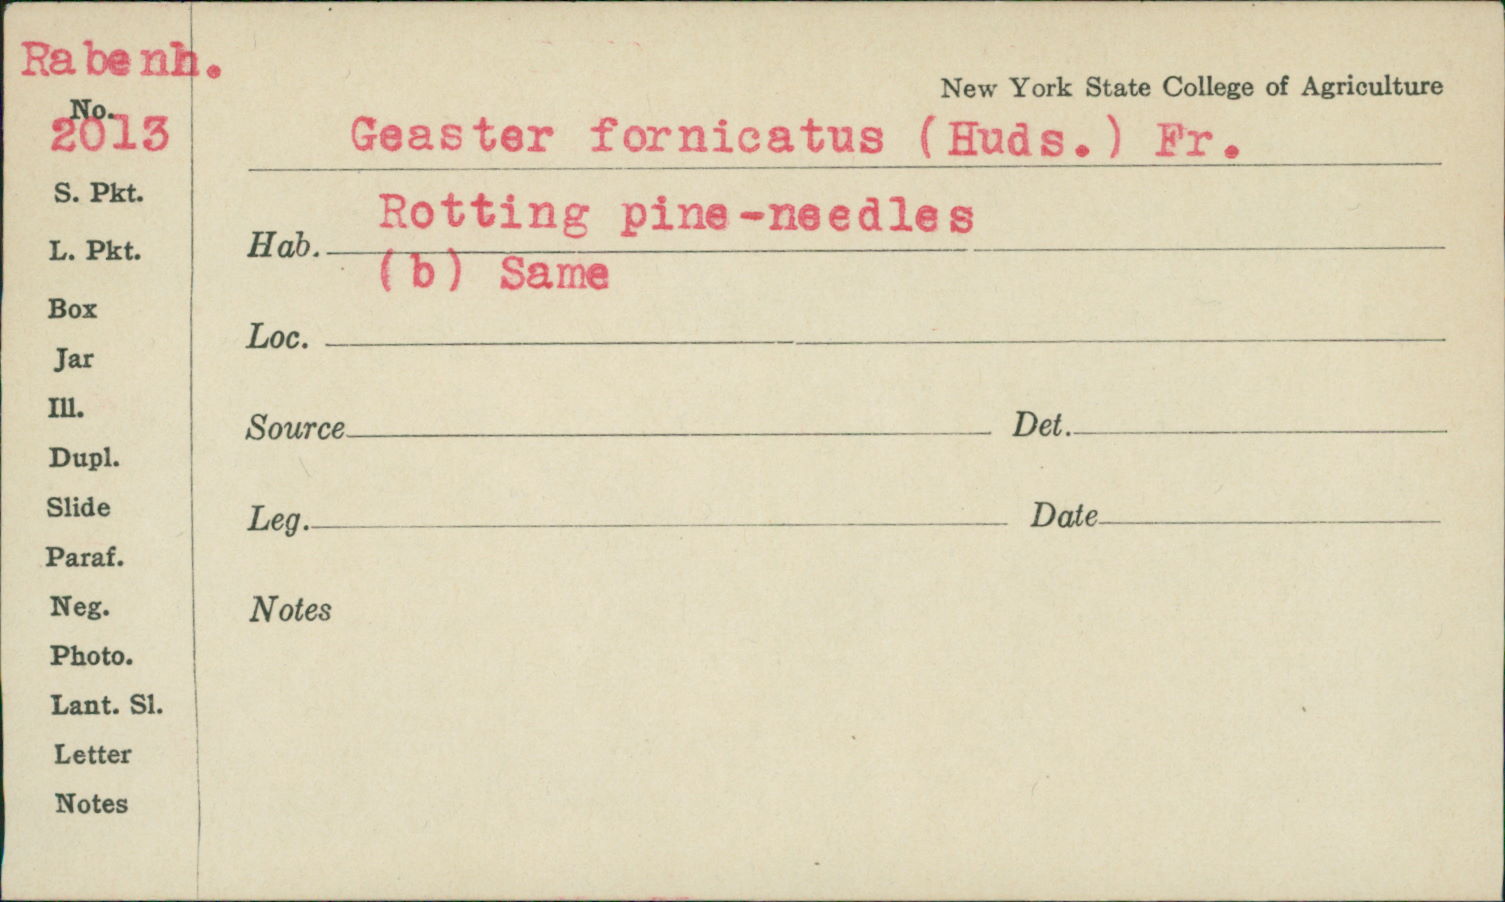 Rabenh.
New York State College of Agriculture
No.
2013
Geaster fornicatus (Huds.) Fr.
S. Pkt.
Rotting pine-needles
Hab.
L. Pkt.
(b) Same
Box
Loc.
Jar
Ill.
Source Det.
Dupl.
Slide
Leg. Date
Paraf.
Neg.
Notes
Photo.
Lant. Sl.
Letter
Notes